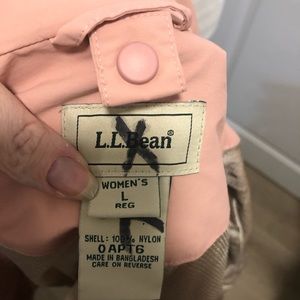 L.L.Bean®
WOMEN'S
L
REG
SHELL: 100% NYLON
0APT6
MADE IN BANGLADESH
CARE ON REVERSE